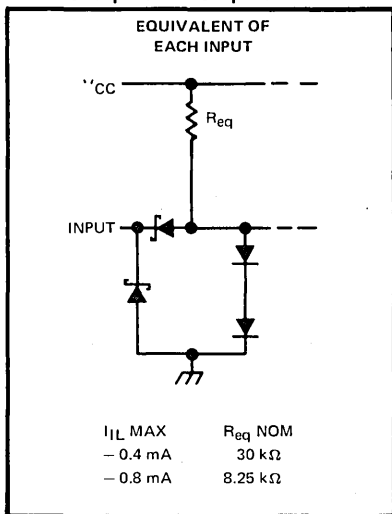 EQUIVALENT OF
EACH INPUT
VCC
Req
INPUT
IIL MAX Req NOM
− 0.4 mA 30 kΩ
− 0.8 mA 8.25 kΩ